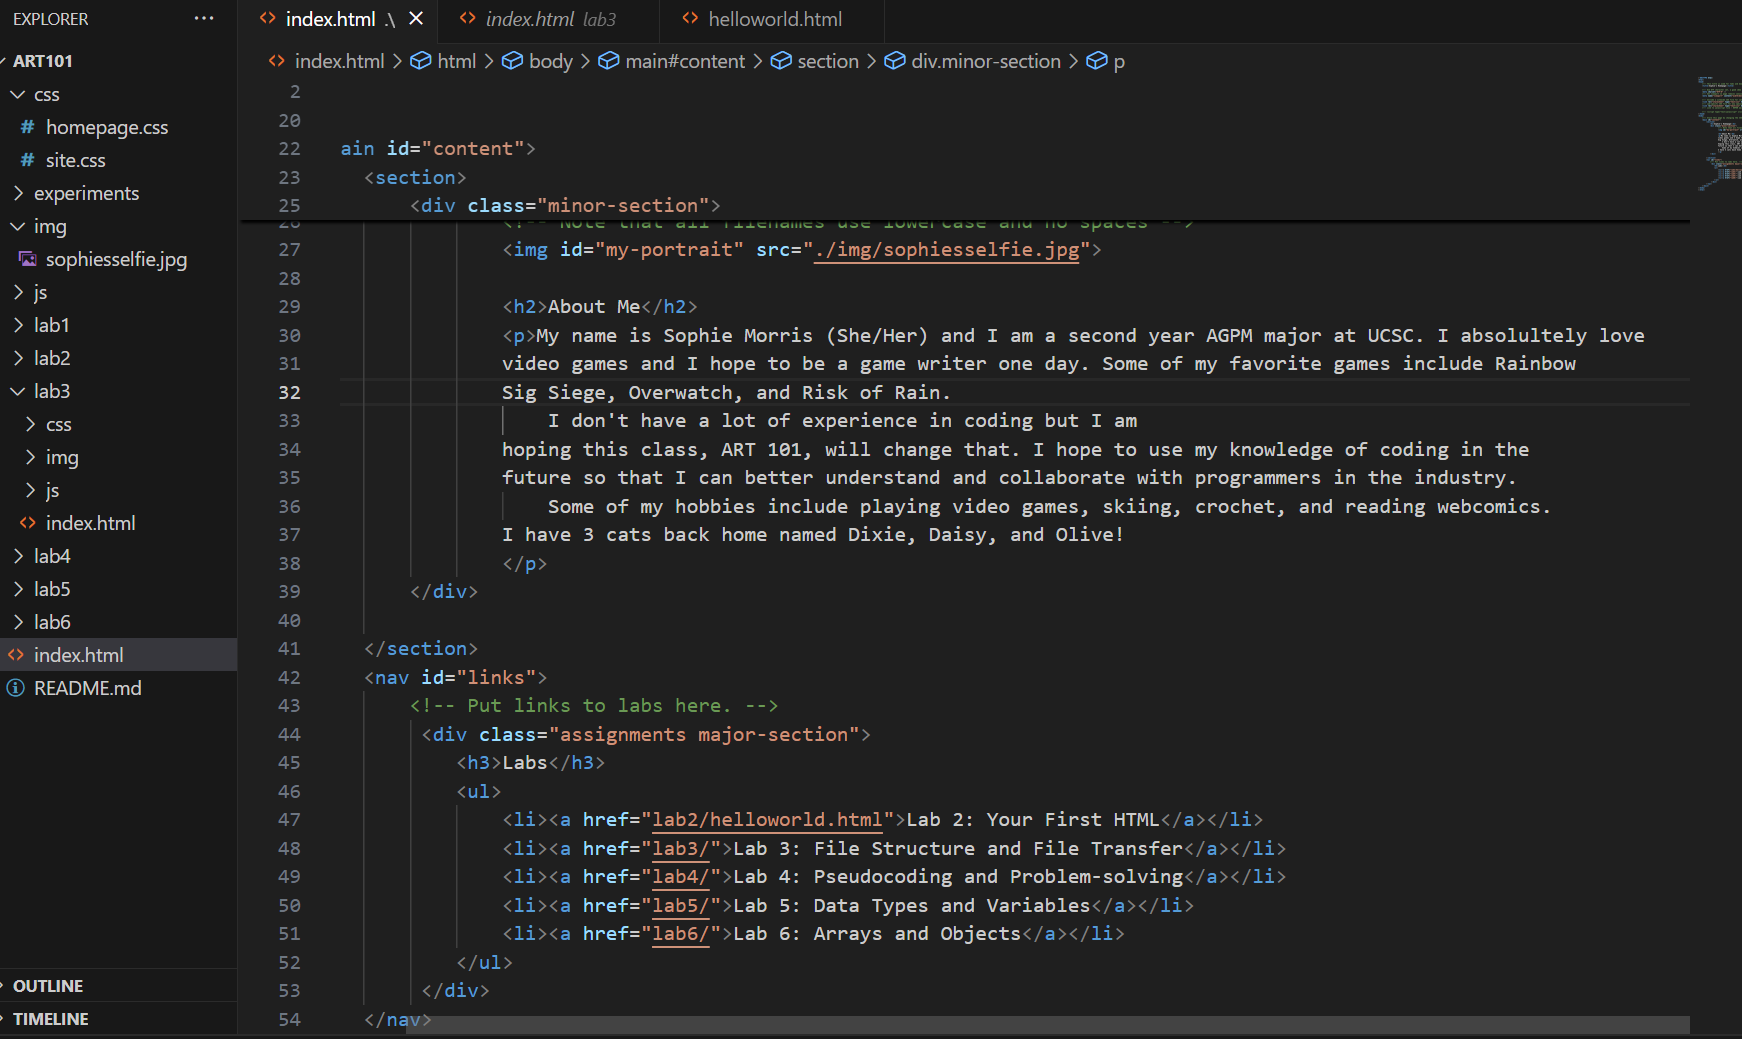 EXPLORER ...
ART101
css
homepage.css
site.css
experiments
img
sophiesselfie.jpg
js
lab1
lab2
lab3
css
img
js
index.html
lab4
lab5
lab6
index.html
README.md
OUTLINE
TIMELINE
index.html .\ index.html lab3 helloworld.html
index.html > html > body > main#content > section > div.minor-section > p
2
20
22 ain id="content">
23 <section>
25 <div class="minor-section">
26 <!-- Note that all filenames use lowercase and no spaces -->
27 <img id="my-portrait" src="./img/sophiesselfie.jpg">
28
29 <h2>About Me</h2>
30 <p>My name is Sophie Morris (She/Her) and I am a second year AGPM major at UCSC. I absolultely love
31 video games and I hope to be a game writer one day. Some of my favorite games include Rainbow
32 Sig Siege, Overwatch, and Risk of Rain.
33 I don't have a lot of experience in coding but I am
34 hoping this class, ART 101, will change that. I hope to use my knowledge of coding in the
35 future so that I can better understand and collaborate with programmers in the industry.
36 Some of my hobbies include playing video games, skiing, crochet, and reading webcomics.
37 I have 3 cats back home named Dixie, Daisy, and Olive!
38 </p>
39 </div>
40
41 </section>
42 <nav id="links">
43 <!-- Put links to labs here. -->
44 <div class="assignments major-section">
45 <h3>Labs</h3>
46 <ul>
47 <li><a href="lab2/helloworld.html">Lab 2: Your First HTML</a></li>
48 <li><a href="lab3/">Lab 3: File Structure and File Transfer</a></li>
49 <li><a href="lab4/">Lab 4: Pseudocoding and Problem-solving</a></li>
50 <li><a href="lab5/">Lab 5: Data Types and Variables</a></li>
51 <li><a href="lab6/">Lab 6: Arrays and Objects</a></li>
52 </ul>
53 </div>
54 </nav>